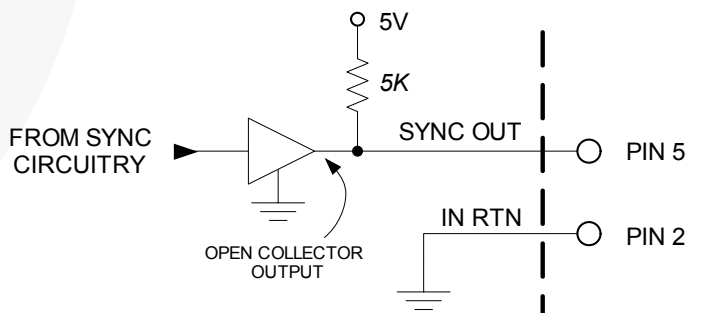 5V
5K
FROM SYNC
CIRCUITRY
SYNC OUT
PIN 5
IN RTN
PIN 2
OPEN COLLECTOR
OUTPUT